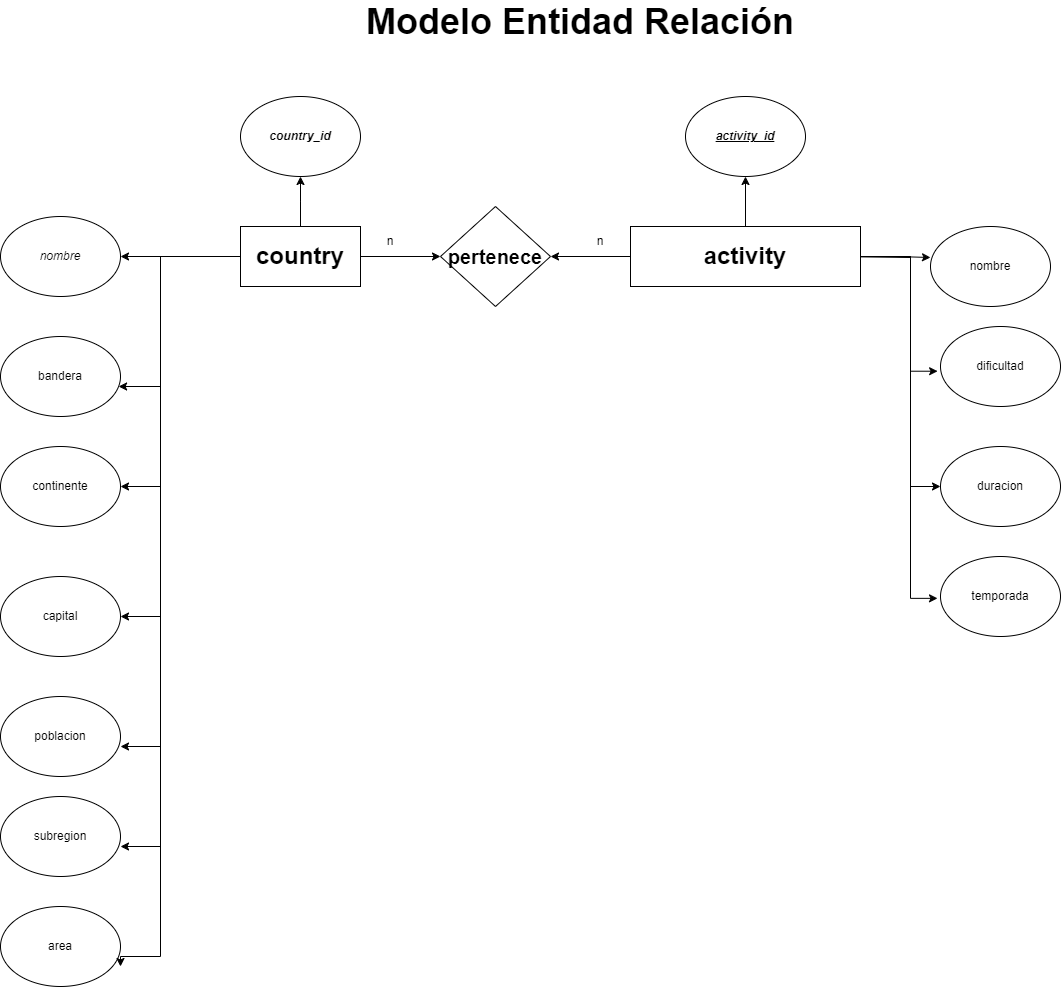 Modelo Entidad Relación
country_id
activity_id
nombre
country
n
pertenece
n
activity
nombre
bandera
dificultad
continente
duracion
capital
temporada
poblacion
subregion
area